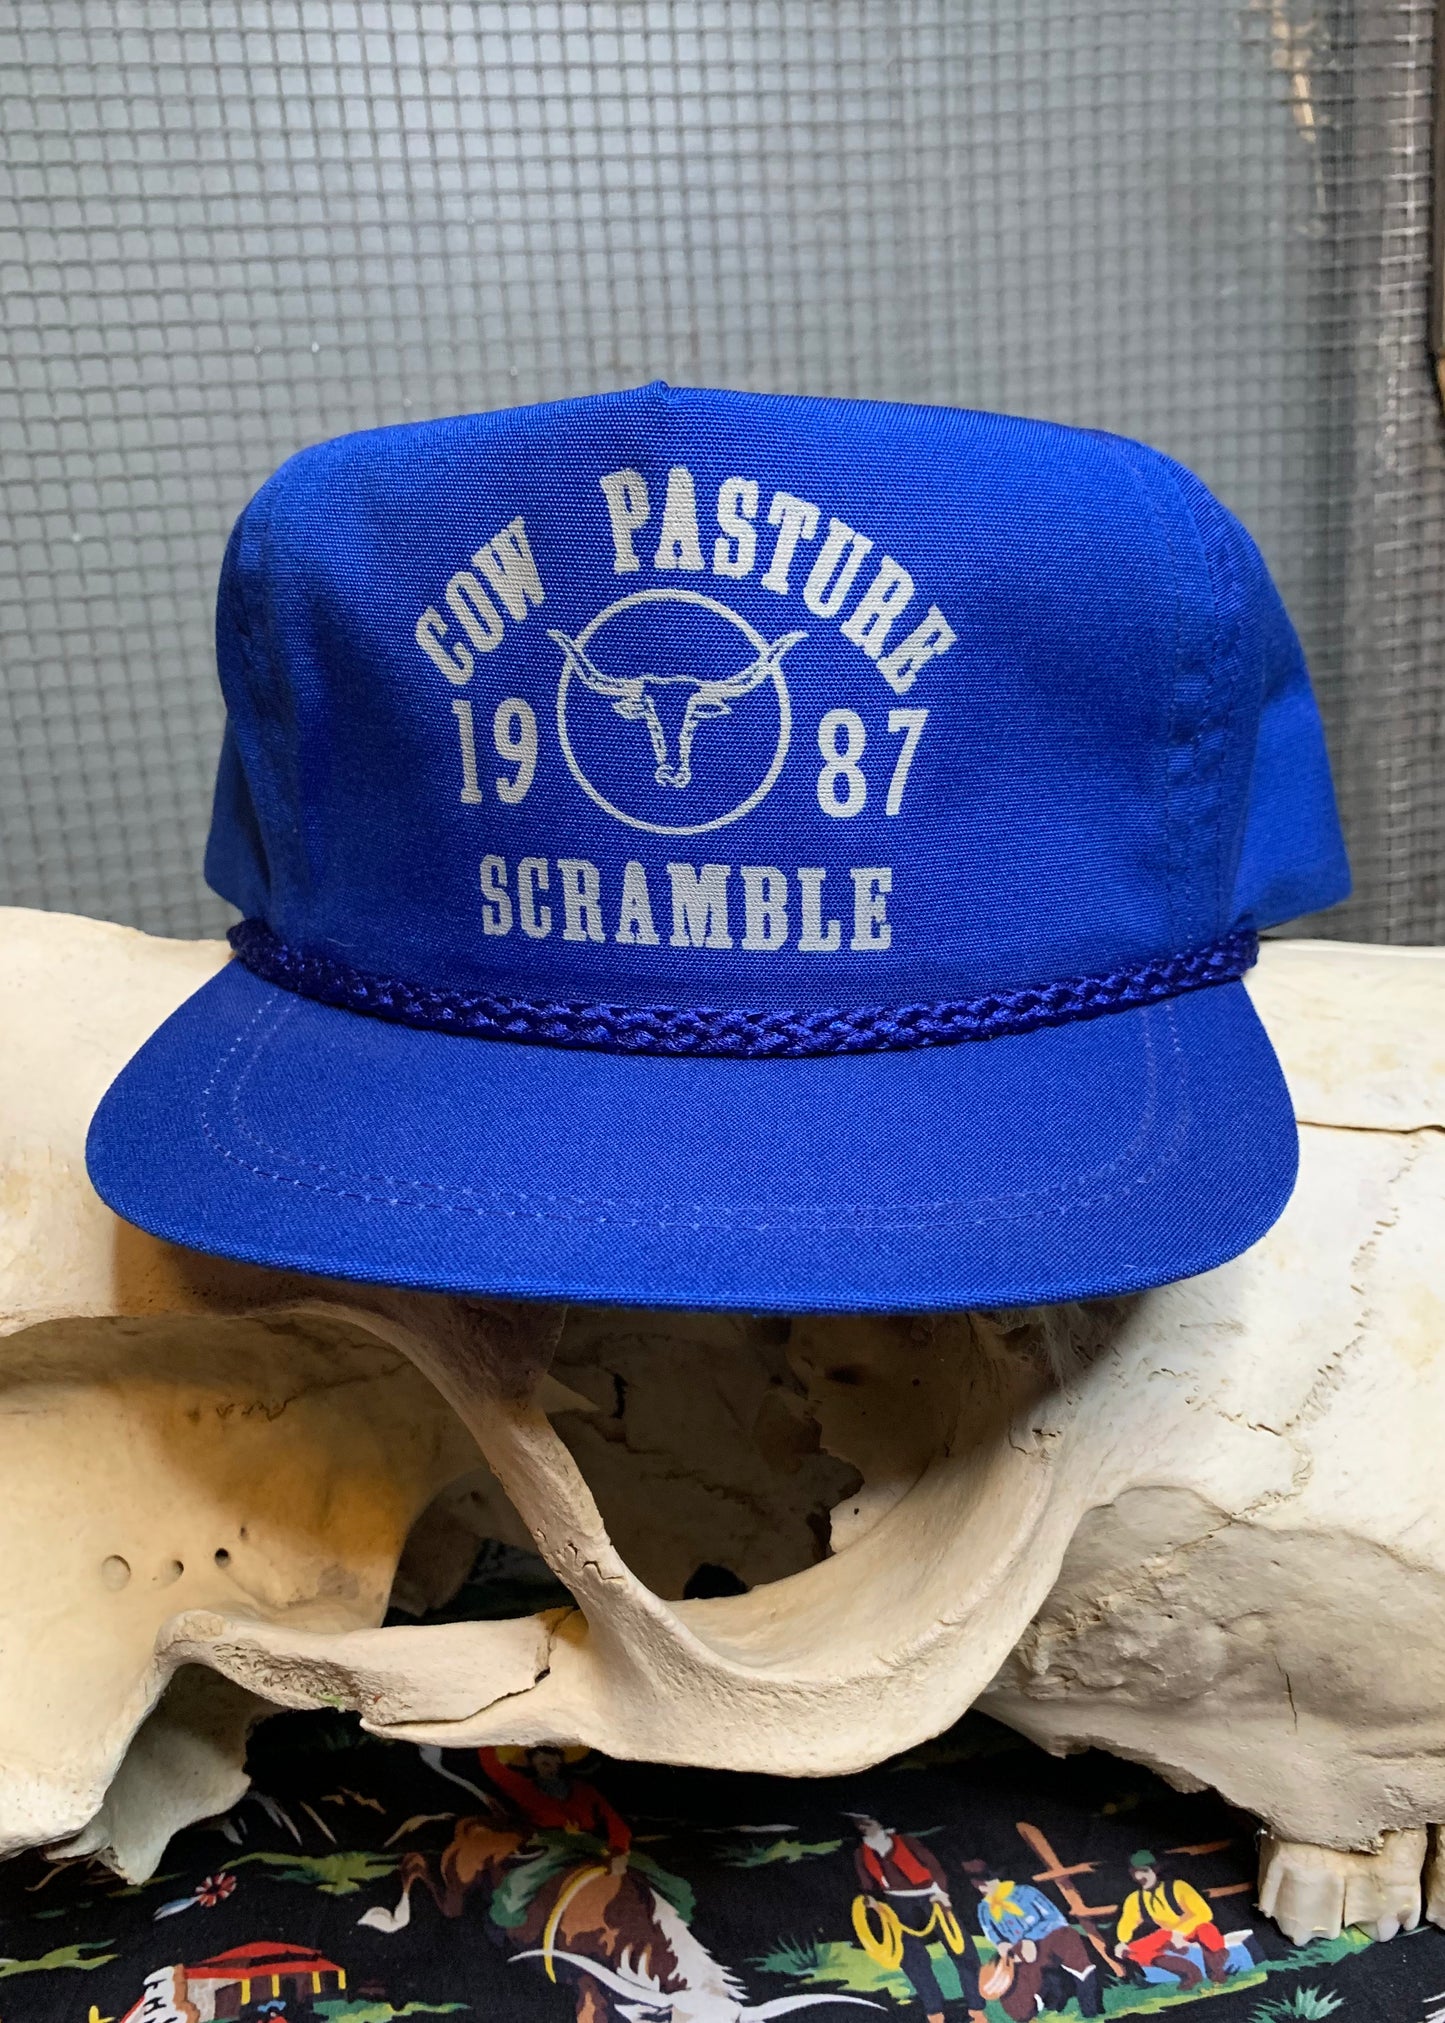 COW PASTURE
19 87
SCRAMBLE